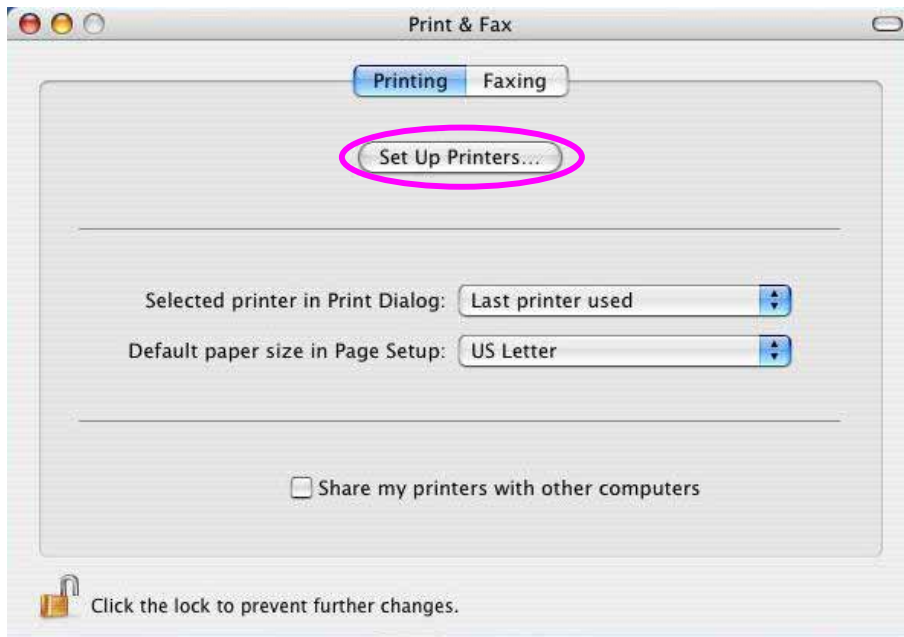 Print & Fax
Printing Faxing
Set Up Printers...
Selected printer in Print Dialog: Last printer used
Default paper size in Page Setup: US Letter
Share my printers with other computers
Click the lock to prevent further changes.